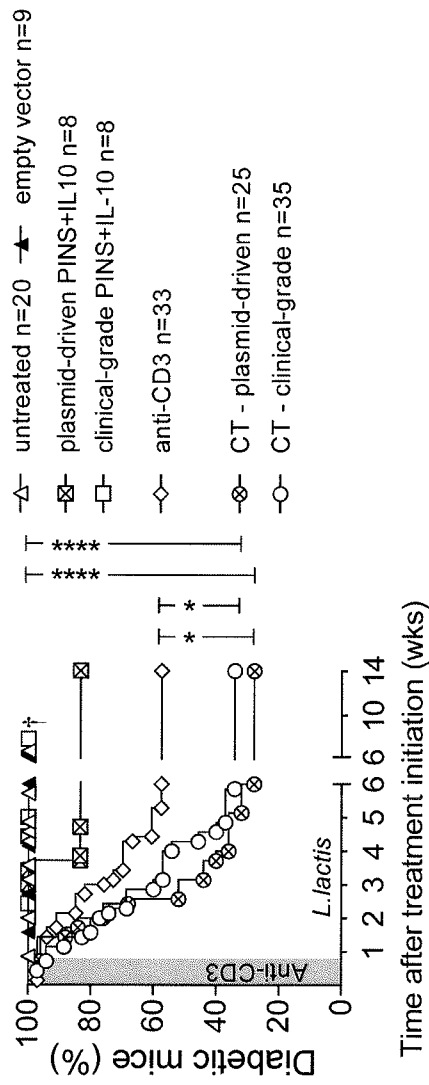 untreated n=20
empty vector n=9
plasmid-driven PINS+IL10 n=8
clinical-grade PINS+IL-10 n=8
anti-CD3 n=33
CT - plasmid-driven n=25
CT - clinical-grade n=35
****
****
*
*
†
Diabetic mice (%)
100
80
60
40
20
0
Anti-CD3
L.lactis
1 2 3 4 5 6 6 10 14
Time after treatment initiation (wks)